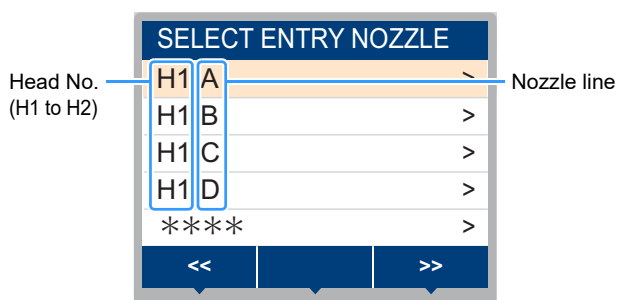 SELECT ENTRY NOZZLE
Head No.
(H1 to H2)
H1 A >
Nozzle line
H1 B >
H1 C >
H1 D >
**** >
<< >>